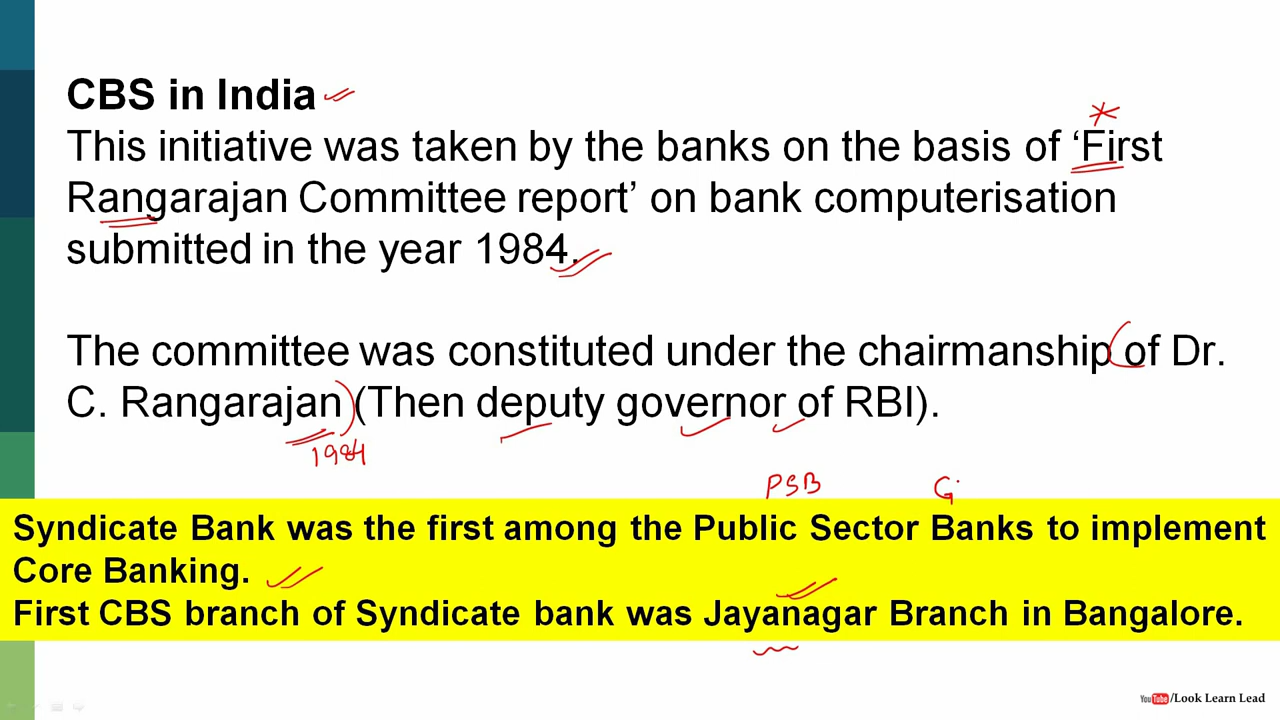 CBS in India
This initiative was taken by the banks on the basis of ‘First
Rangarajan Committee report’ on bank computerisation
submitted in the year 1984.
The committee was constituted under the chairmanship of Dr.
C. Rangarajan (Then deputy governor of RBI).
1984
PSB G
Syndicate Bank was the first among the Public Sector Banks to implement
Core Banking.
First CBS branch of Syndicate bank was Jayanagar Branch in Bangalore.
YouTube/Look Learn Lead